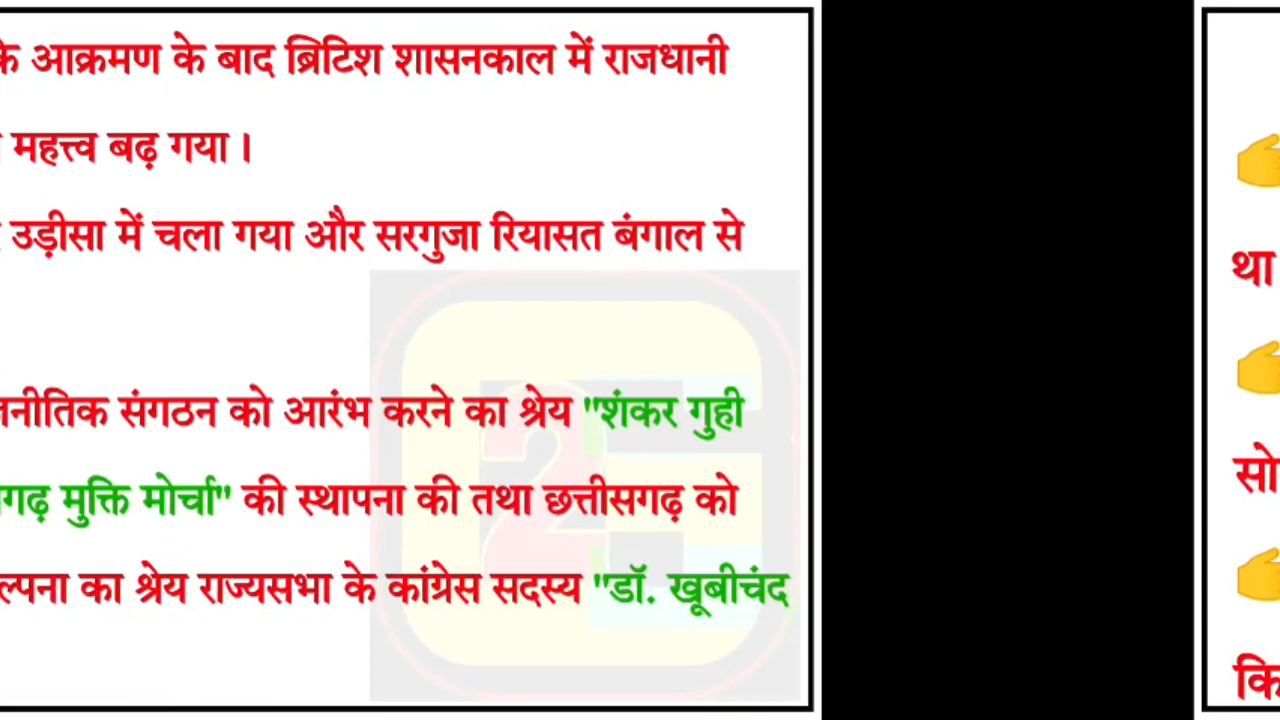 के आक्रमण के बाद ब्रिटिश शासनकाल में राजधानी
महत्त्व बढ़ गया।
उड़ीसा में चला गया और सरगुजा रियासत बंगाल से
जनीतिक संगठन को आरंभ करने का श्रेय "शंकर गुही
गढ़ मुक्ति मोर्चा" की स्थापना की तथा छत्तीसगढ़ को
ल्पना का श्रेय राज्यसभा के कांग्रेस सदस्य "डॉ. खूबीचंद
था
सो
कि